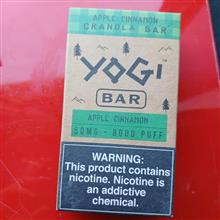 APPLE CINNAMON
GRANOLA BAR
YOGI™
BAR
APPLE CINNAMON
50MG - 8000 PUFF
WARNING:
This product contains
nicotine. Nicotine is
an addictive
chemical.